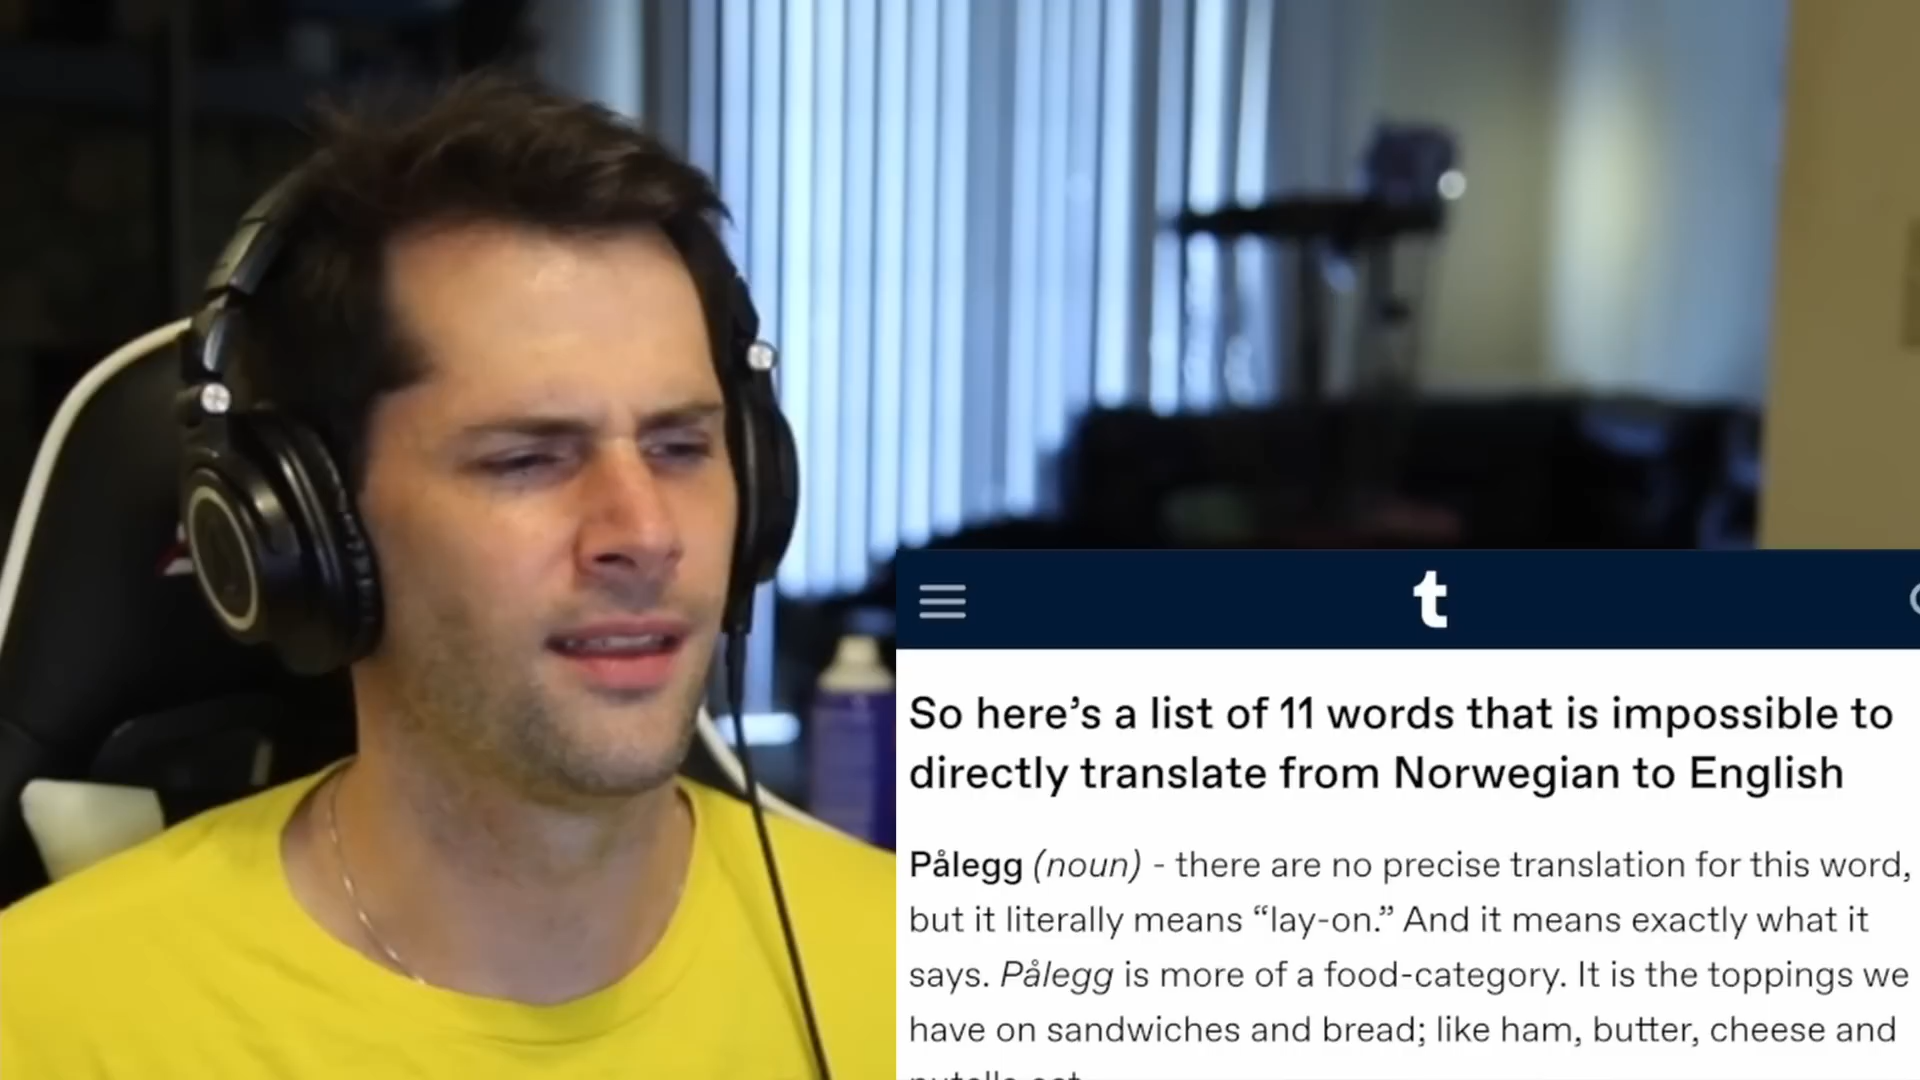 t
So here’s a list of 11 words that is impossible to
directly translate from Norwegian to English
Pålegg (noun) - there are no precise translation for this word,
but it literally means “lay-on.” And it means exactly what it
says. Pålegg is more of a food-category. It is the toppings we
have on sandwiches and bread; like ham, butter, cheese and